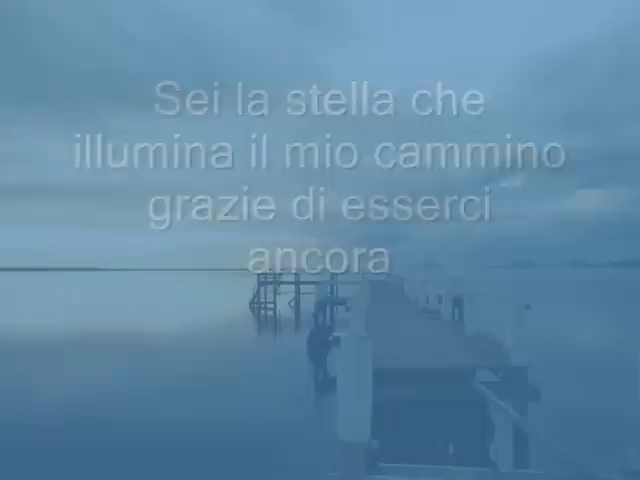 Sei la stella che
illumina il mio cammino
grazie di esserci
ancora